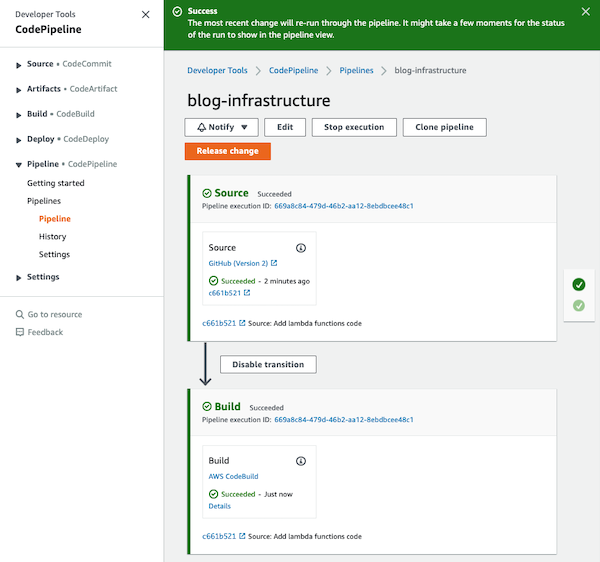 Developer Tools
CodePipeline
Source • CodeCommit
Artifacts • CodeArtifact
Build • CodeBuild
Deploy • CodeDeploy
Pipeline • CodePipeline
Getting started
Pipelines
Pipeline
History
Settings
Settings
Go to resource
Feedback
Success
The most recent change will re-run through the pipeline. It might take a few moments for the status
of the run to show in the pipeline view.
Developer Tools > CodePipeline > Pipelines > blog-infrastructure
blog-infrastructure
Notify Edit Stop execution Clone pipeline
Release change
Source Succeeded
Pipeline execution ID: 669a8c84-479d-46b2-aa12-8ebdbcee48c1
Source
GitHub (Version 2)
Succeeded - 2 minutes ago
c661b521
c661b521 Source: Add lambda functions code
Disable transition
Build Succeeded
Pipeline execution ID: 669a8c84-479d-46b2-aa12-8ebdbcee48c1
Build
AWS CodeBuild
Succeeded - Just now
Details
c661b521 Source: Add lambda functions code